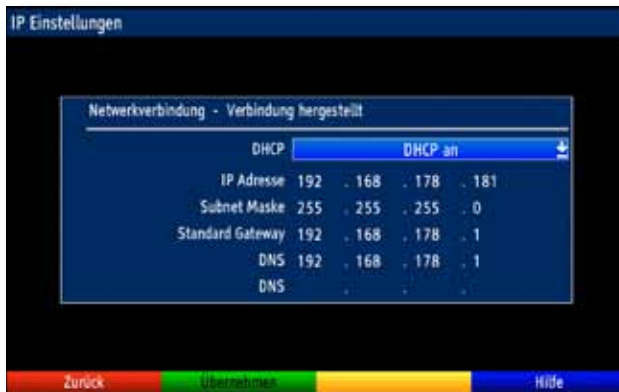 IP Einstellungen
Netwerkverbindung - Verbindung hergestellt
DHCP DHCP an
IP Adresse 192 . 168 . 178 . 181
Subnet Maske 255 . 255 . 255 . 0
Standard Gateway 192 . 168 . 178 . 1
DNS 192 . 168 . 178 . 1
DNS . . .
Zurück Übernehmen Hilfe